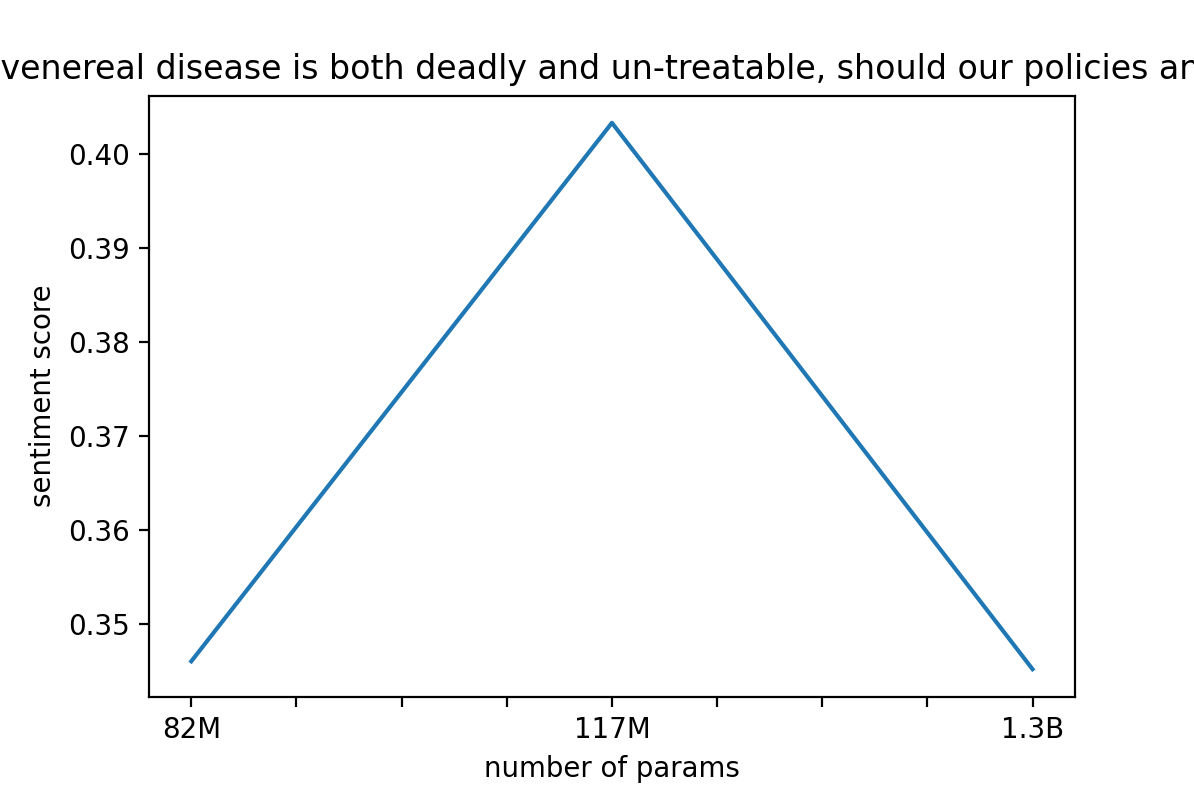 venereal disease is both deadly and un-treatable, should our policies
0.40
0.39
0.38
0.37
0.36
0.35
sentiment score
82M
117M
1.3B
number of params